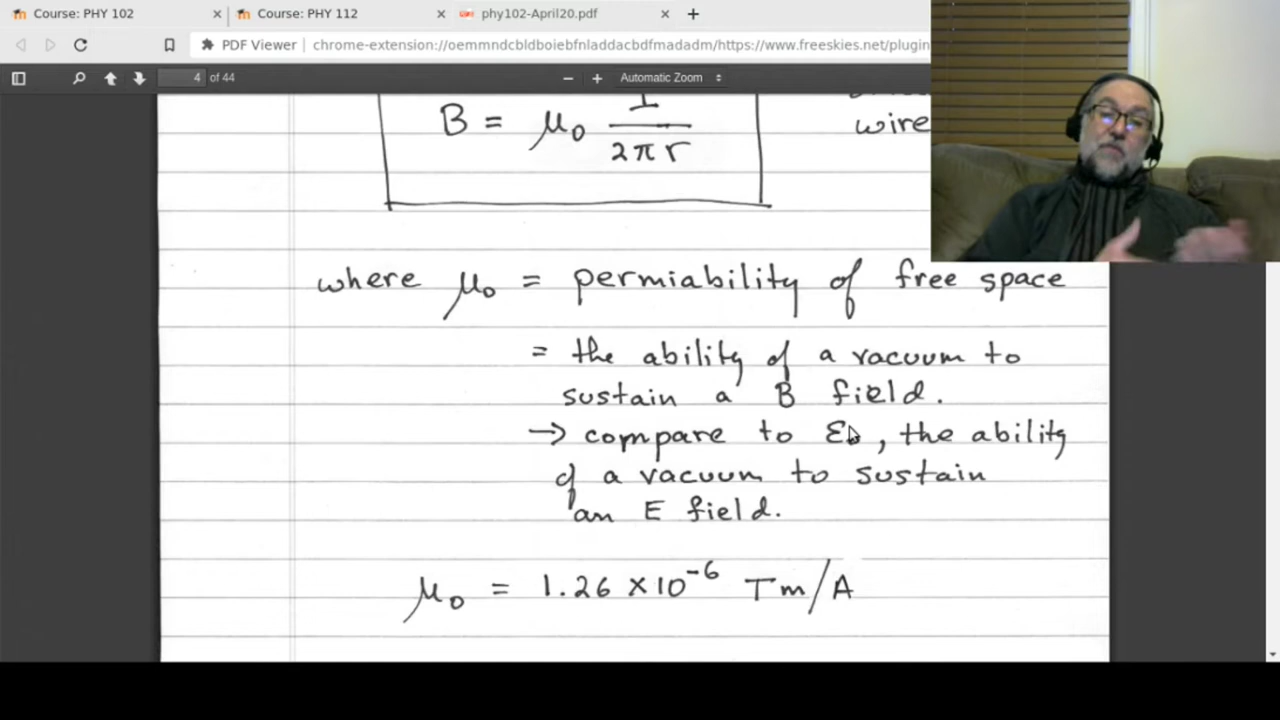 Course: PHY 102
Course: PHY 112
phy102-April20.pdf
PDF Viewer
chrome-extension://oemmndcbldboiebfnladdacbdfmadadm/https://www.freeskies.net/plugin
4 of 44
Automatic Zoom
B = μ₀ I / 2πr
wire
where μ₀ = permiability of free space
= the ability of a vacuum to
sustain a B field.
→ compare to ε₀, the ability
of a vacuum to sustain
an E field.
μ₀ = 1.26 × 10⁻⁶ Tm/A